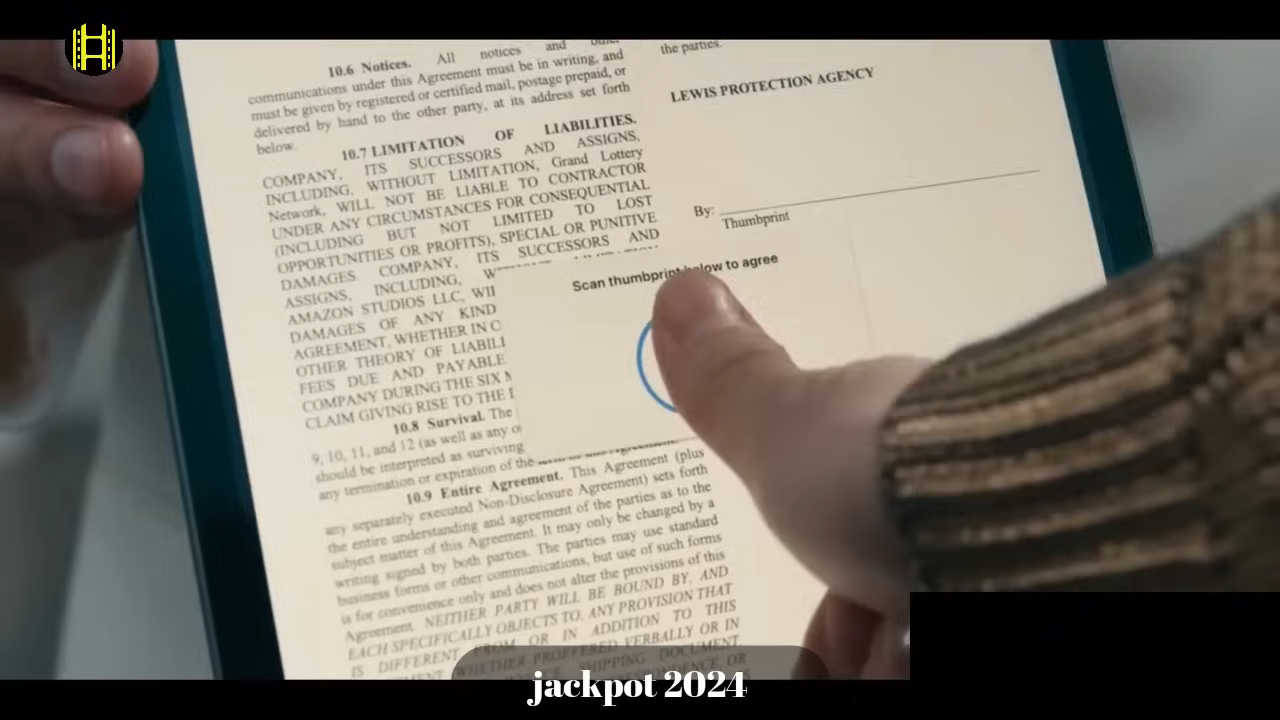 10.6 Notices. All notices and other
communications under this Agreement must be in writing, and
must be given by registered or certified mail, postage prepaid, or
delivered by hand to the other party, at its address set forth
below.
10.7 LIMITATION OF LIABILITIES.
COMPANY, ITS SUCCESSORS AND ASSIGNS,
INCLUDING, WITHOUT LIMITATION, Grand Lottery
Network, WILL NOT BE LIABLE TO CONTRACTOR
UNDER ANY CIRCUMSTANCES FOR CONSEQUENTIAL
(INCLUDING BUT NOT LIMITED TO LOST
OPPORTUNITIES OR PROFITS), SPECIAL OR PUNITIVE
DAMAGES. COMPANY, ITS SUCCESSORS AND
ASSIGNS, INCLUDING,
AMAZON STUDIOS LLC,
DAMAGES OF ANY KIND
AGREEMENT, WHETHER IN
OTHER THEORY OF
FEES DUE AND PAYABLE
COMPANY DURING THE SIX
CLAIM GIVING RISE TO THE
10.8 Survival. The
9, 10, 11, and 12 (as well as any
should be interpreted as surviving
any termination or expiration of the
10.9 Entire Agreement. This Agreement (plus
any separately executed Non-Disclosure Agreement) sets forth
the entire understanding and agreement of the parties as to the
subject matter of this Agreement. It may only be changed by a
writing signed by both parties. The parties may use standard
business forms or other communications, but use of such forms
is for convenience only and does not alter the provisions of this
Agreement. NEITHER PARTY WILL BE BOUND BY, AND
EACH SPECIFICALLY OBJECTS TO, ANY PROVISION THAT
IS DIFFERENT FROM OR IN ADDITION TO THIS
WHETHER PROFFERED VERBALLY OR IN
SHIPPING DOCUMENT
OR
the parties.
LEWIS PROTECTION AGENCY
By:
Thumbprint
Scan thumbprint below to agree
jackpot 2024